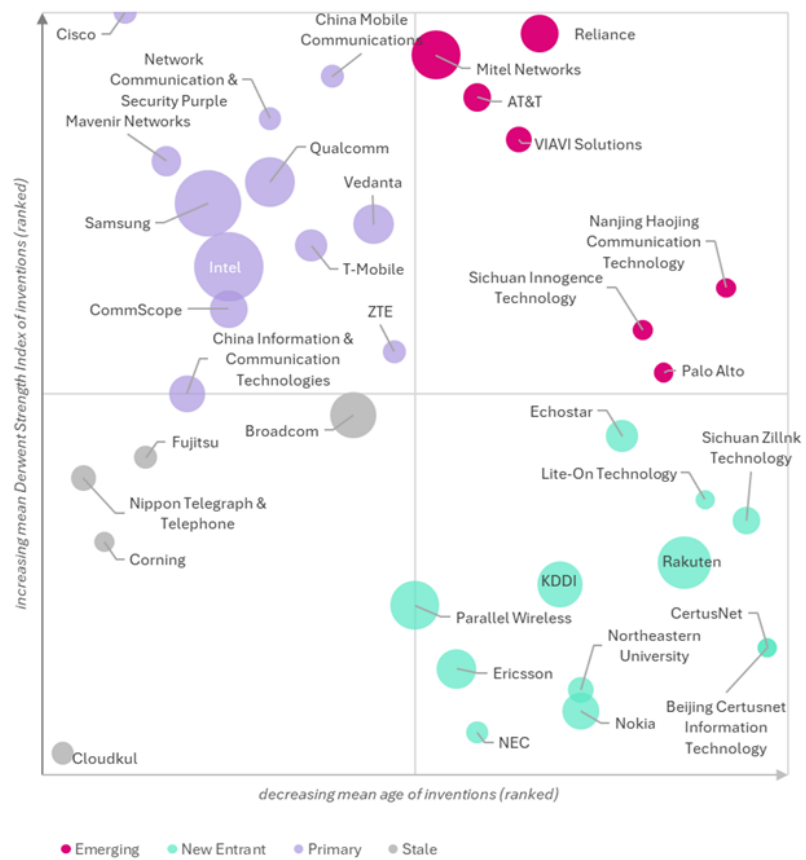 Cisco
China Mobile
Communications
Reliance
Mitel Networks
Network
Communication &
Security Purple
AT&T
Mavenir Networks
VIAVI Solutions
Qualcomm
Vedanta
Samsung
Nanjing Haojing
Communication
Technology
Intel
T-Mobile
Sichuan Innogence
Technology
CommScope
ZTE
China Information &
Communication
Technologies
Palo Alto
Broadcom
Echostar
Fujitsu
Sichuan Zillnk
Technology
Lite-On Technology
Nippon Telegraph &
Telephone
Corning
Rakuten
KDDI
Parallel Wireless
CertusNet
Northeastern
University
Ericsson
Beijing Certusnet
Information
Technology
Nokia
NEC
Cloudkul
increasing mean Derwent Strength Index of inventions (ranked)
decreasing mean age of inventions (ranked)
Emerging
New Entrant
Primary
Stale